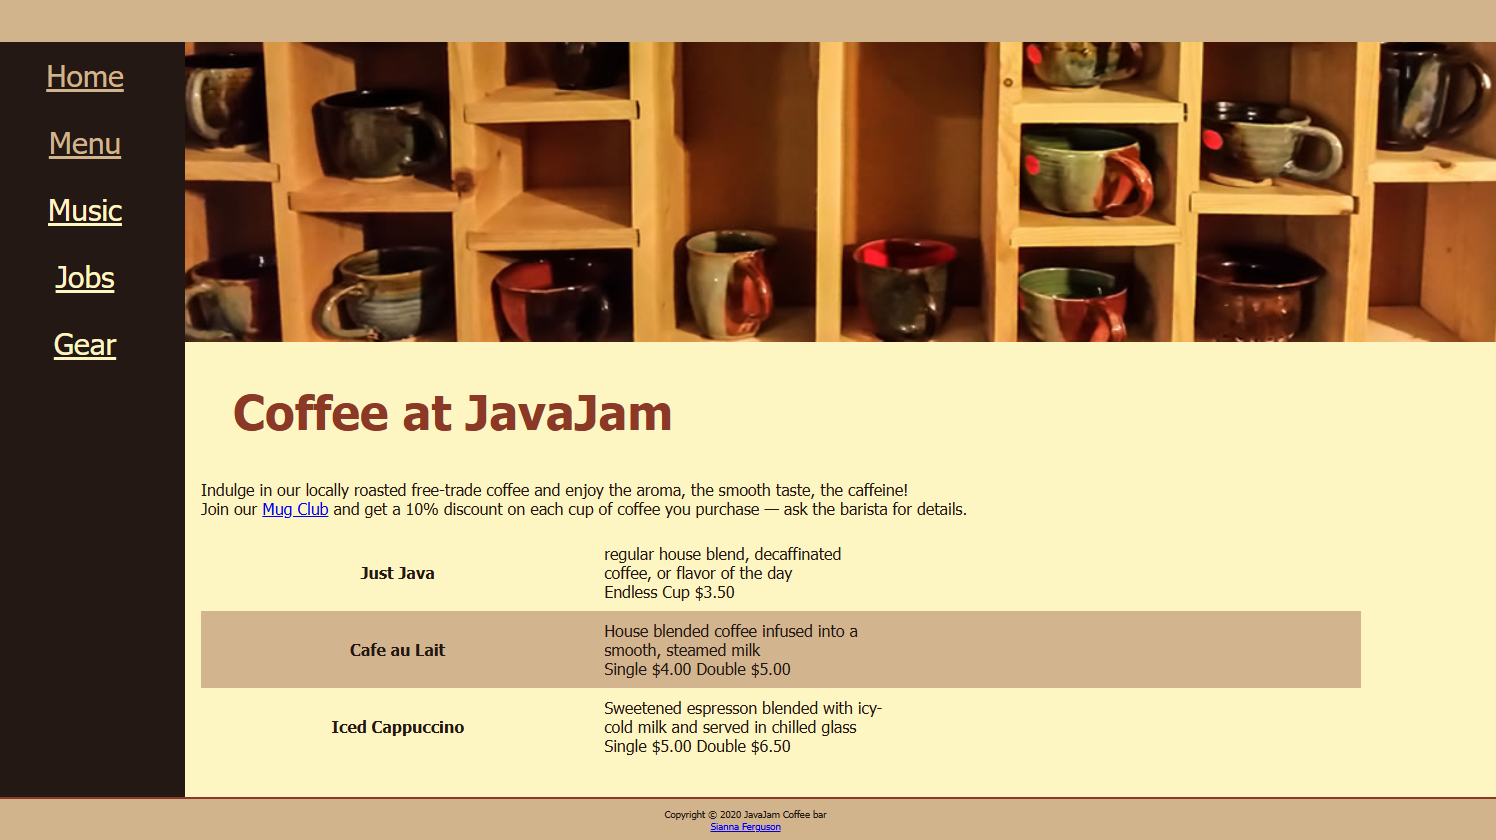 Home
Menu
Music
Jobs
Gear
Coffee at JavaJam
Indulge in our locally roasted free-trade coffee and enjoy the aroma, the smooth taste, the caffeine!
Join our Mug Club and get a 10% discount on each cup of coffee you purchase — ask the barista for details.
Just Java
regular house blend, decaffinated
coffee, or flavor of the day
Endless Cup $3.50
Cafe au Lait
House blended coffee infused into a
smooth, steamed milk
Single $4.00 Double $5.00
Iced Cappuccino
Sweetened espresson blended with icy-
cold milk and served in chilled glass
Single $5.00 Double $6.50
Copyright © 2020 JavaJam Coffee bar
Sianna Ferguson